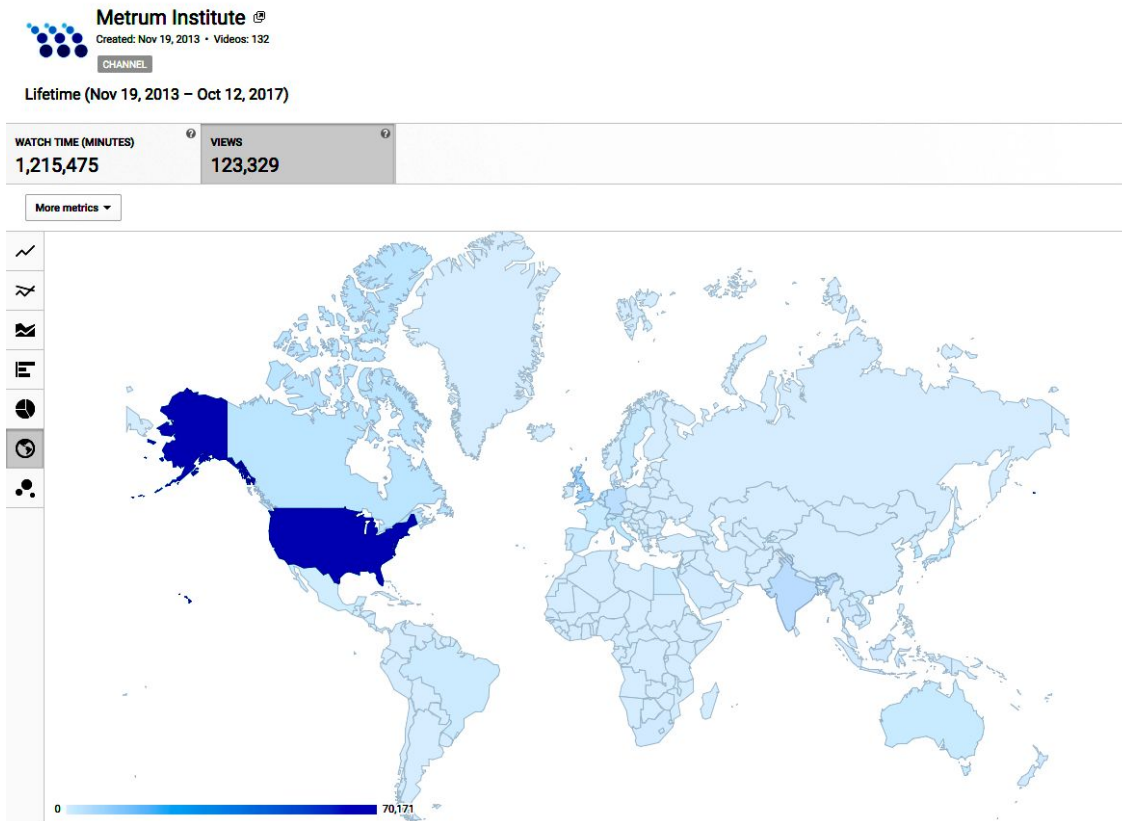 Metrum Institute
Created: Nov 19, 2013 • Videos: 132
CHANNEL
Lifetime (Nov 19, 2013 – Oct 12, 2017)
WATCH TIME (MINUTES) ?
1,215,475
VIEWS ?
123,329
More metrics
0 70,171